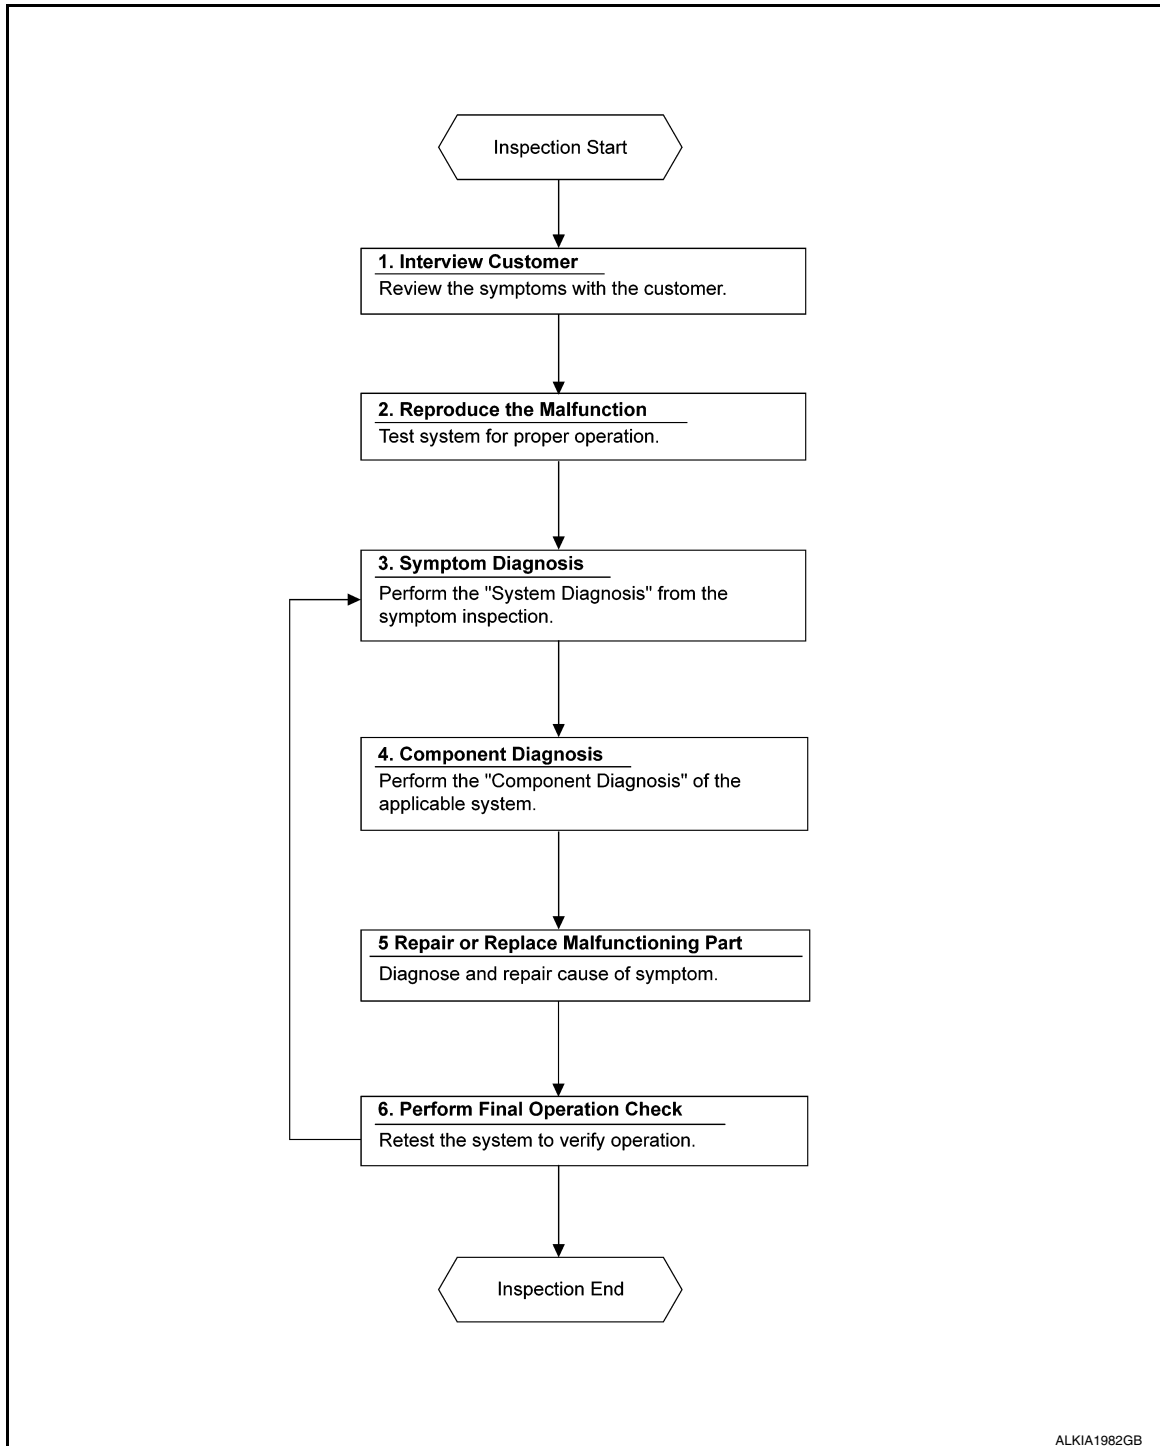 Inspection Start
1. Interview Customer
Review the symptoms with the customer.
2. Reproduce the Malfunction
Test system for proper operation.
3. Symptom Diagnosis
Perform the "System Diagnosis" from the
symptom inspection.
4. Component Diagnosis
Perform the "Component Diagnosis" of the
applicable system.
5 Repair or Replace Malfunctioning Part
Diagnose and repair cause of symptom.
6. Perform Final Operation Check
Retest the system to verify operation.
Inspection End
ALKIA1982GB